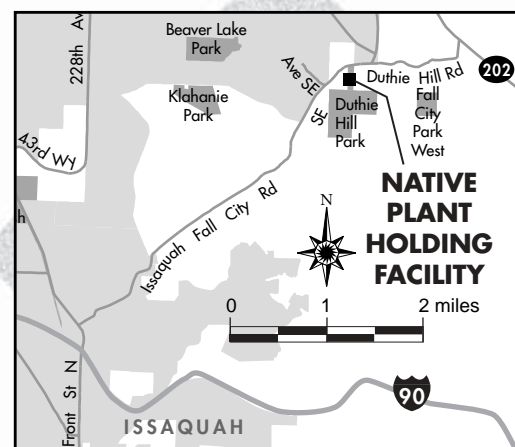 Beaver Lake
Park
228th Av
Ave SE
Duthie Hill Rd
202
Klahanie
Park
SE
Duthie
Hill
Park
Fall
City
Park
West
43rd Wy
h
NATIVE
PLANT
HOLDING
FACILITY
Issaquah Fall City Rd
N
0 1 2 miles
Front St N
90
ISSAQUAH